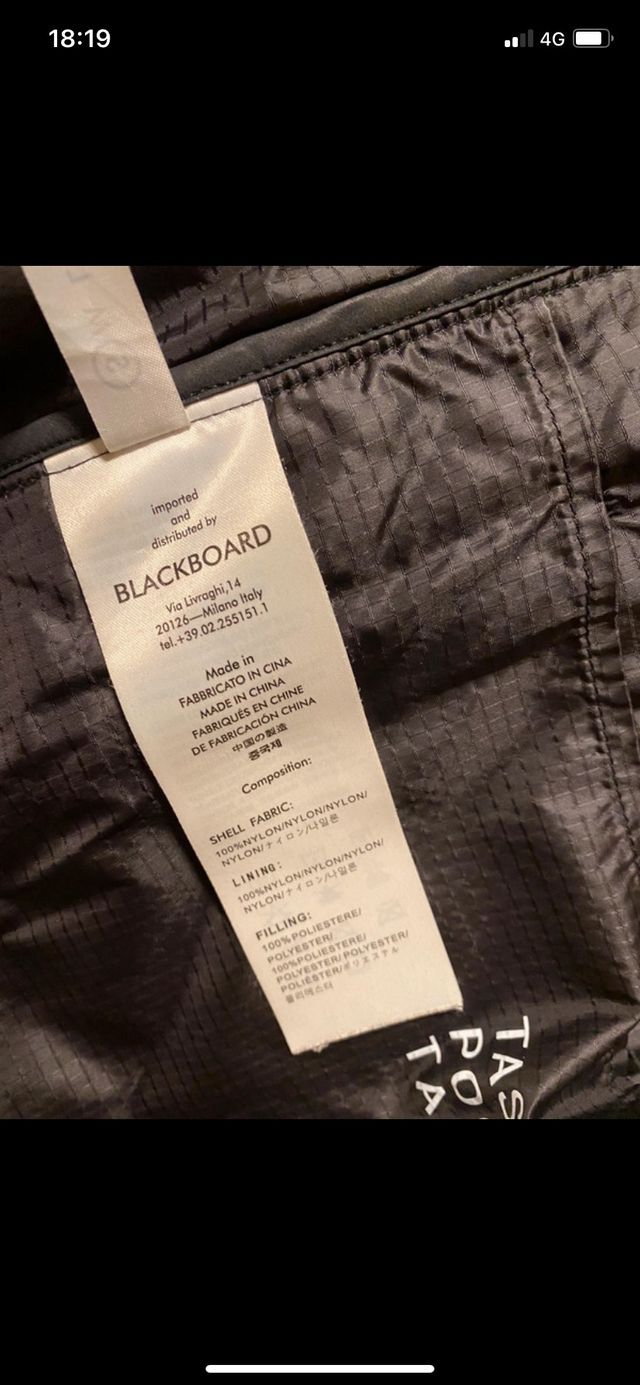 18:19
4G
imported
and
distributed by
BLACKBOARD
Via Livraghi,14
20126—Milano Italy
tel.+39.02.255151.1
Made in
FABBRICATO IN CINA
MADE IN CHINA
FABRIQUÉS EN CHINE
DE FABRICACIÓN CHINA
中国の製造
중국제
Composition:
SHELL FABRIC:
100%NYLON/NYLON/NYLON/
NYLON/ナイロン/나일론
LINING:
100%NYLON/NYLON/NYLON/
NYLON/ナイロン/나일론
FILLING:
100%POLIESTERE/
POLYESTER/
100%POLIESTERE/
POLYESTER/POLYESTER/
POLIÉSTER/ポリエステル
폴리에스터
TAS
PO
TA